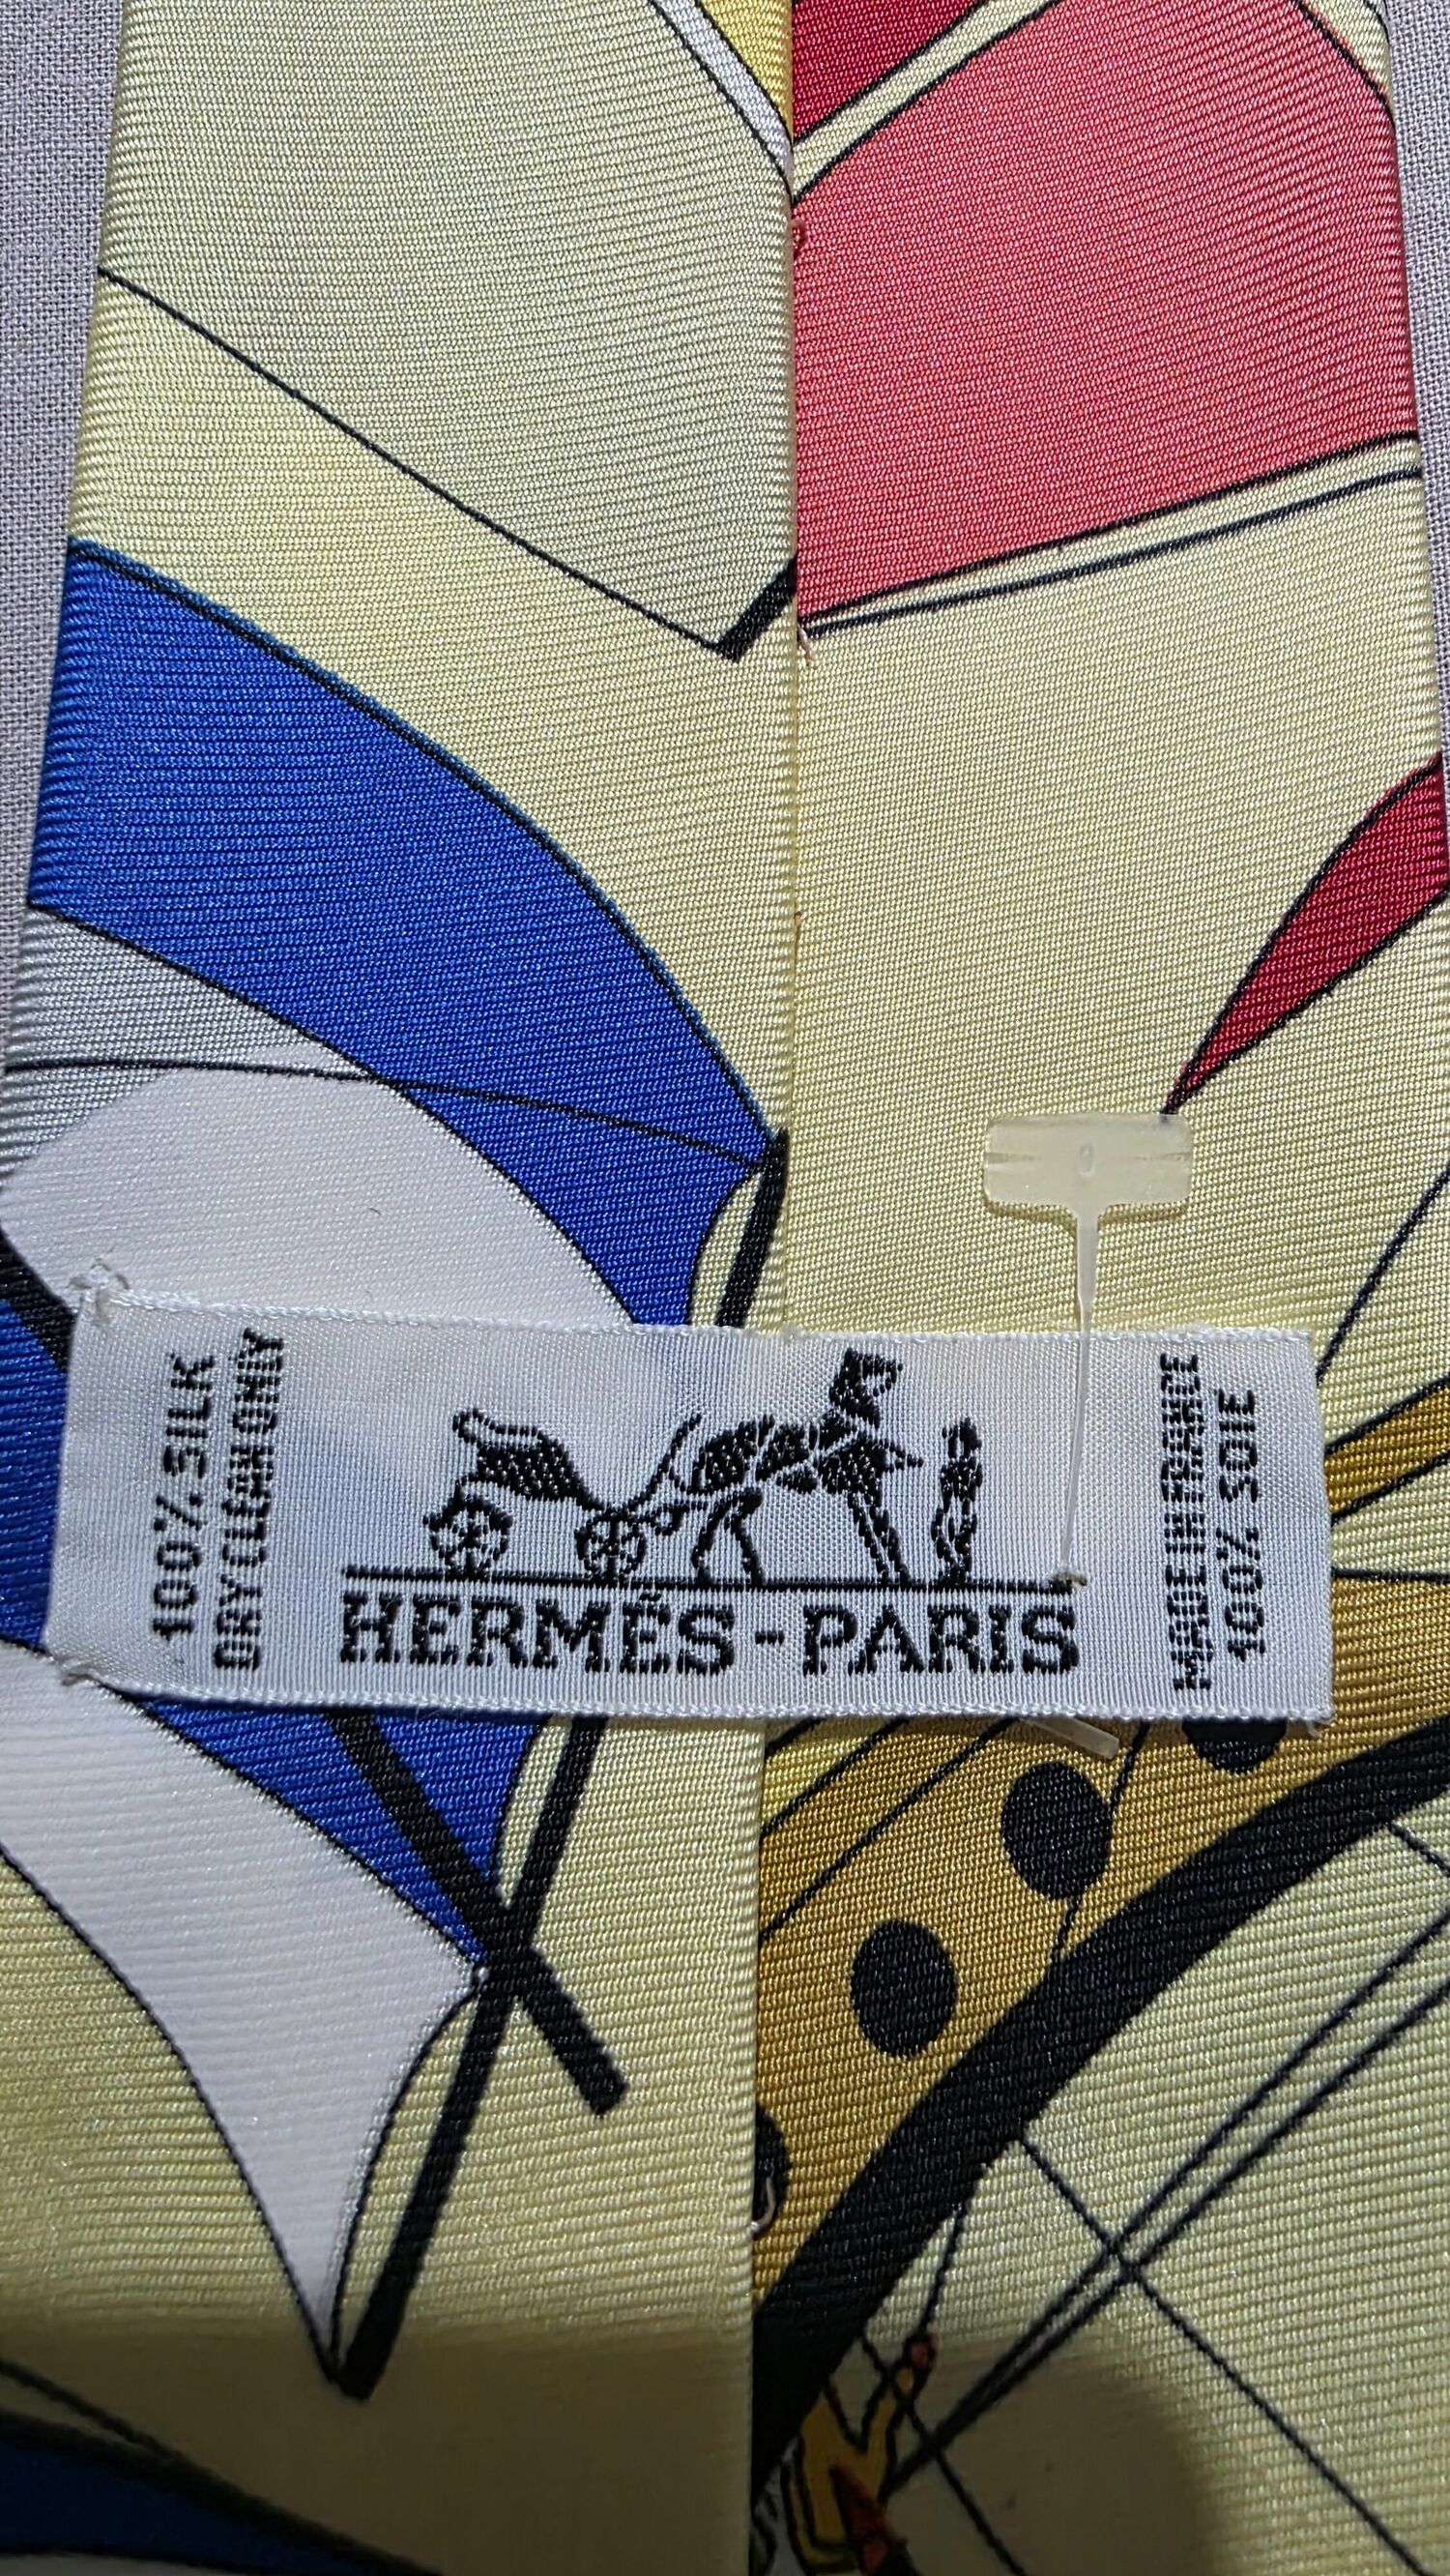 100% SILK
DRY CLEAN ONLY
HERMÈS-PARIS
MADE IN FRANCE
100% SOIE